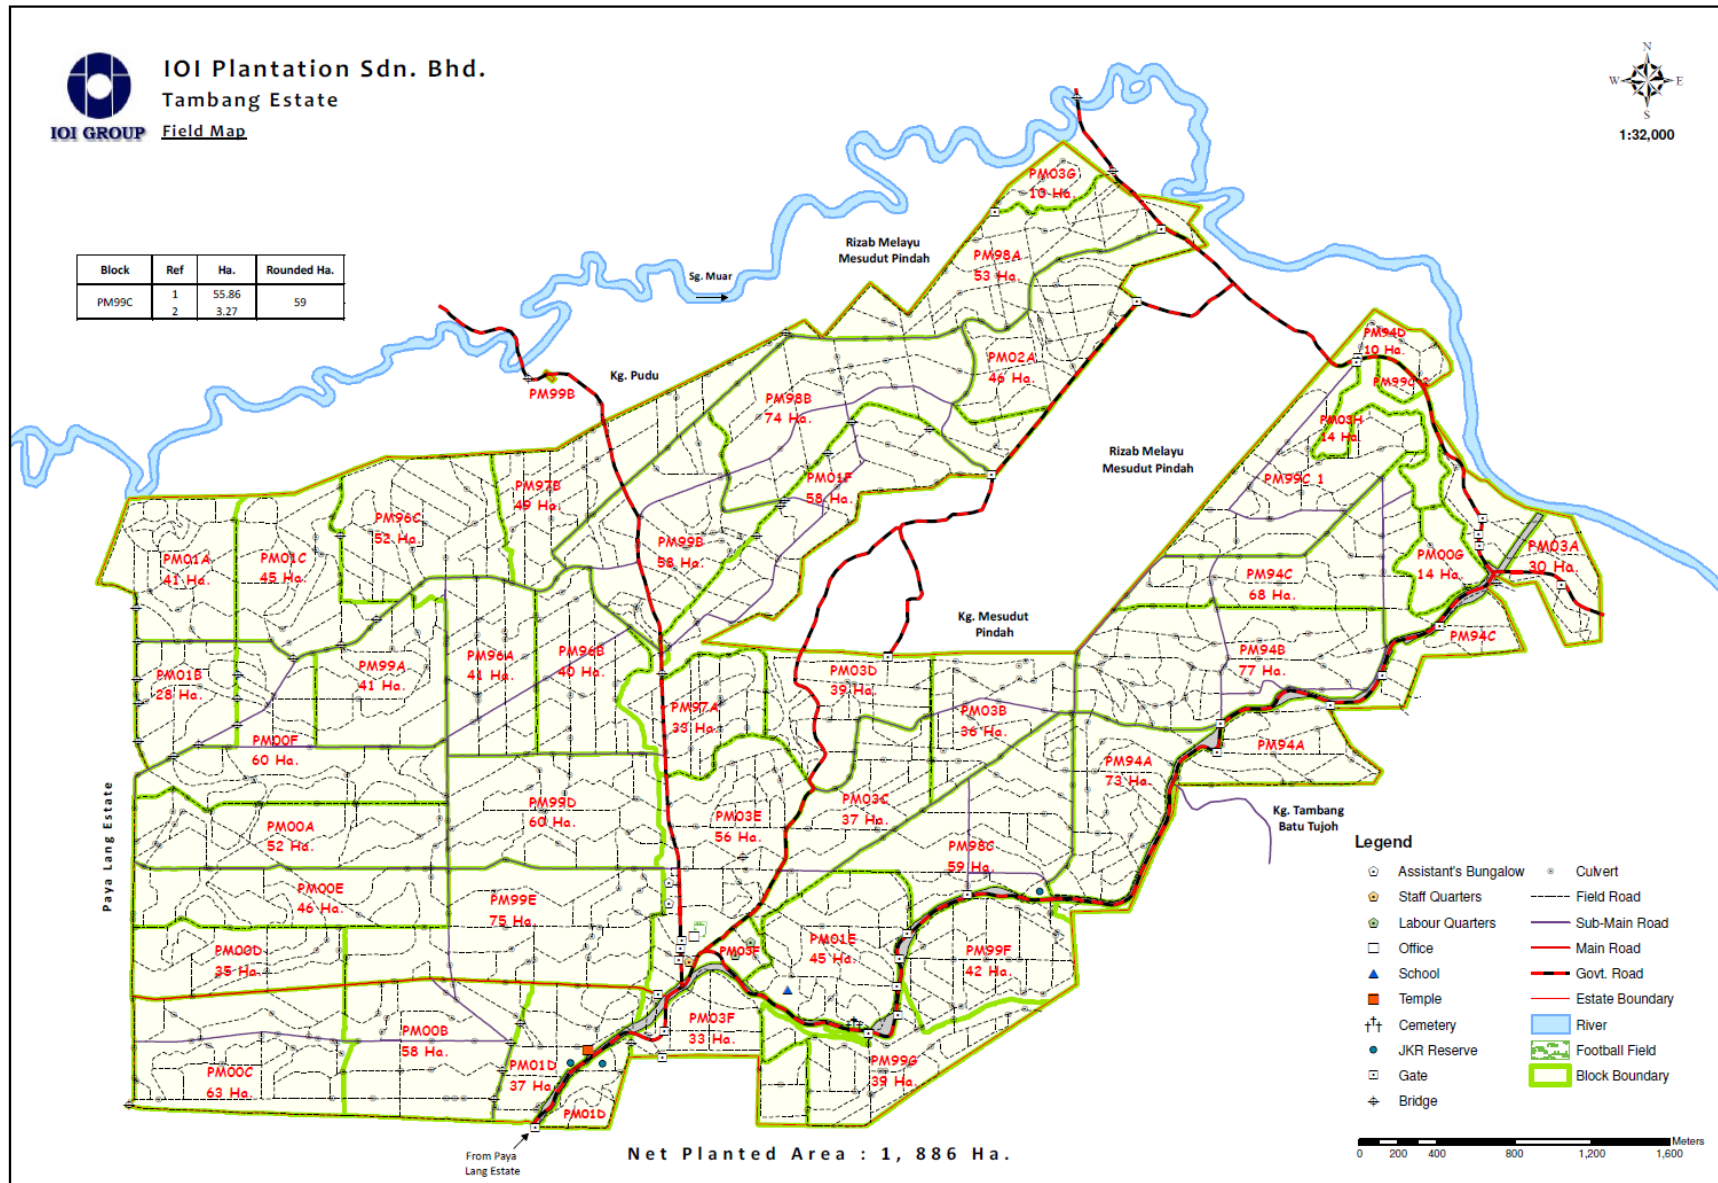 IOI Plantation Sdn. Bhd.
Tambang Estate
Field Map
IOI GROUP
N
W E
S
1:32,000
Block Ref Ha. Rounded Ha.
PM99C 1 55.86 59
2 3.27
Sg. Muar
Rizab Melayu
Mesudut Pindah
Kg. Pudu
PM99B
PM03G
10 Ha.
PM98A
53 Ha.
PM02A
46 Ha.
PM98B
74 Ha.
PM94D
10 Ha.
PM99C 2
PM03H
14 Ha.
Rizab Melayu
Mesudut Pindah
PM99C 1
PM97B
49 Ha.
PM01F
58 Ha.
PM96C
52 Ha.
PM01A
41 Ha.
PM01C
45 Ha.
PM99B
58 Ha.
PM94C
68 Ha.
PM00G
14 Ha.
PM03A
30 Ha.
Kg. Mesudut
Pindah
PM94C
PM94B
77 Ha.
PM01B
28 Ha.
PM99A
41 Ha.
PM96A
41 Ha.
PM96B
40 Ha.
PM97A
33 Ha.
PM03D
39 Ha.
PM03B
36 Ha.
PM00F
60 Ha.
PM94A
PM94A
73 Ha.
Paya Lang Estate
PM00A
52 Ha.
PM99D
60 Ha.
PM03E
56 Ha.
PM03C
37 Ha.
Kg. Tambang
Batu Tujoh
PM98C
59 Ha.
PM00E
46 Ha.
PM99E
75 Ha.
PM00D
35 Ha.
PM03F
PM01E
45 Ha.
PM99F
42 Ha.
PM03F
33 Ha.
PM00B
58 Ha.
PM00C
63 Ha.
PM01D
37 Ha.
PM99G
39 Ha.
PM01D
From Paya
Lang Estate
Net Planted Area : 1, 886 Ha.
Legend
Assistant's Bungalow
Staff Quarters
Labour Quarters
Office
School
Temple
Cemetery
JKR Reserve
Gate
Bridge
Culvert
Field Road
Sub-Main Road
Main Road
Govt. Road
Estate Boundary
River
Football Field
Block Boundary
Meters
0 200 400 800 1,200 1,600